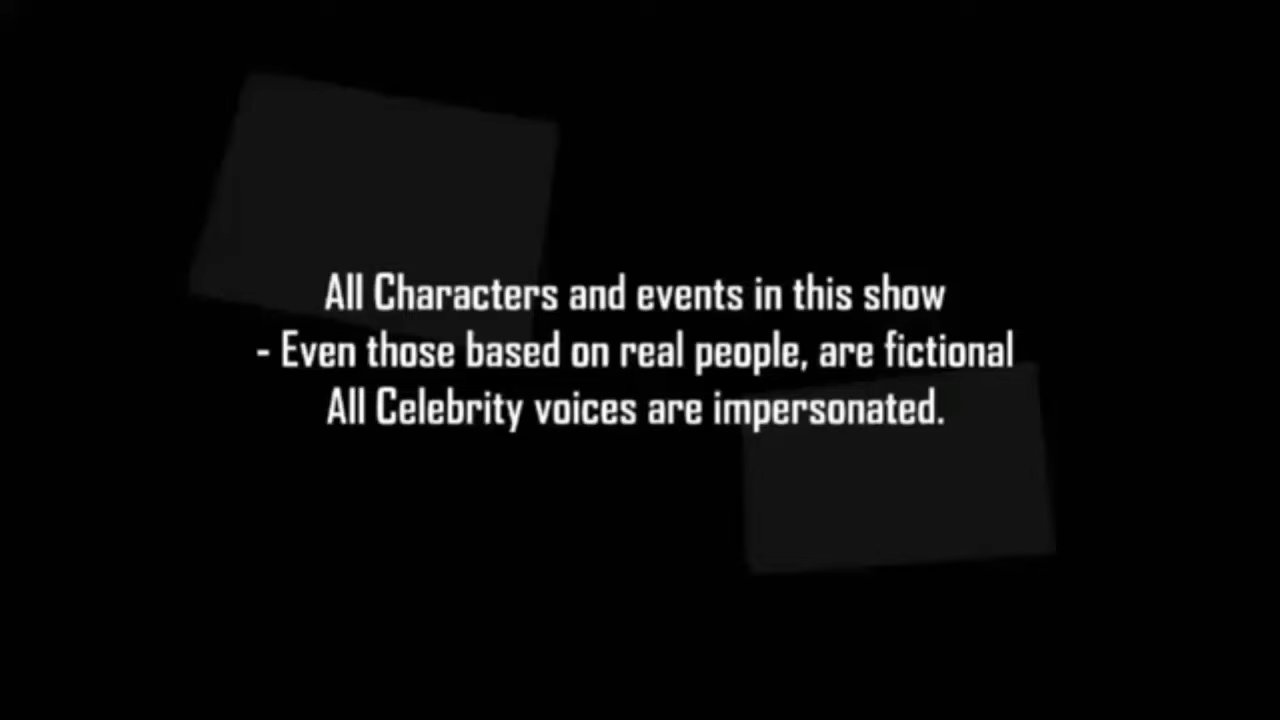 All Characters and events in this show
- Even those based on real people, are fictional
All Celebrity voices are impersonated.